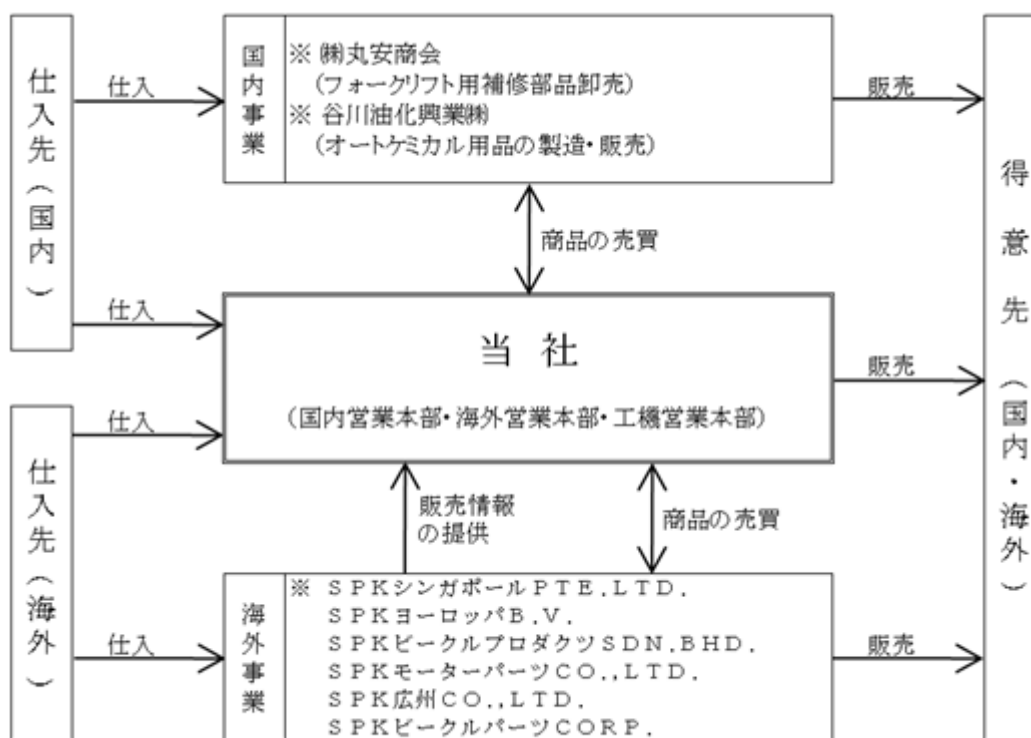 仕入先（国内）
仕入
国内事業
※ ㈱丸安商会
(フォークリフト用補修部品卸売)
※ 谷川油化興業㈱
(オートケミカル用品の製造・販売)
販売
得意先（国内・海外）
商品の売買
仕入
当 社
(国内営業本部・海外営業本部・工機営業本部)
販売
仕入先（海外）
仕入
販売情報
の提供
商品の売買
仕入
海外事業
※ ＳＰＫシンガポールＰＴＥ.ＬＴＤ.
ＳＰＫヨーロッパＢ.Ｖ.
ＳＰＫビークルプロダクツＳＤＮ.ＢＨＤ.
ＳＰＫモーターパーツＣＯ.,ＬＴＤ.
ＳＰＫ広州ＣＯ.,ＬＴＤ.
ＳＰＫビークルパーツＣＯＲＰ.
販売